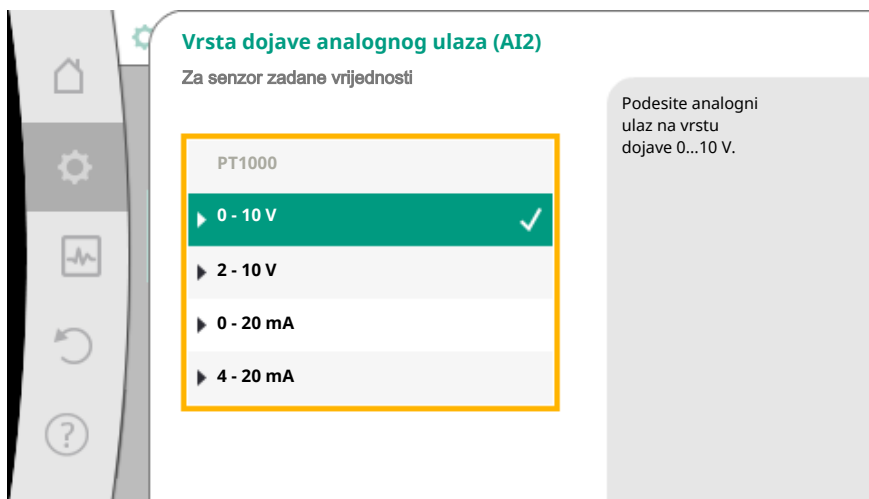 Vrsta dojave analognog ulaza (AI2)
Za senzor zadane vrijednosti
PT1000
0 - 10 V
2 - 10 V
0 - 20 mA
4 - 20 mA
Podesite analogni
ulaz na vrstu
dojave 0...10 V.
?